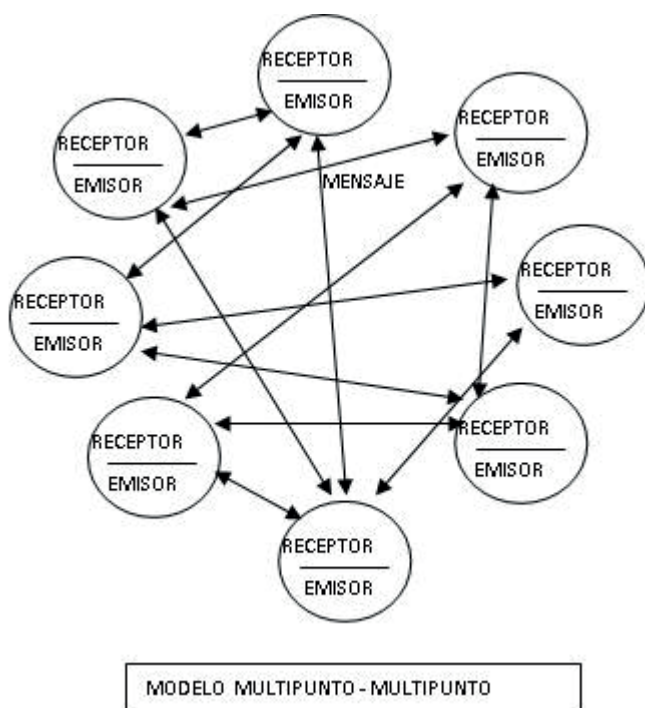 RECEPTOR
EMISOR
RECEPTOR
EMISOR
RECEPTOR
EMISOR
MENSAJE
RECEPTOR
EMISOR
RECEPTOR
EMISOR
RECEPTOR
EMISOR
RECEPTOR
EMISOR
RECEPTOR
EMISOR
MODELO MULTIPUNTO - MULTIPUNTO